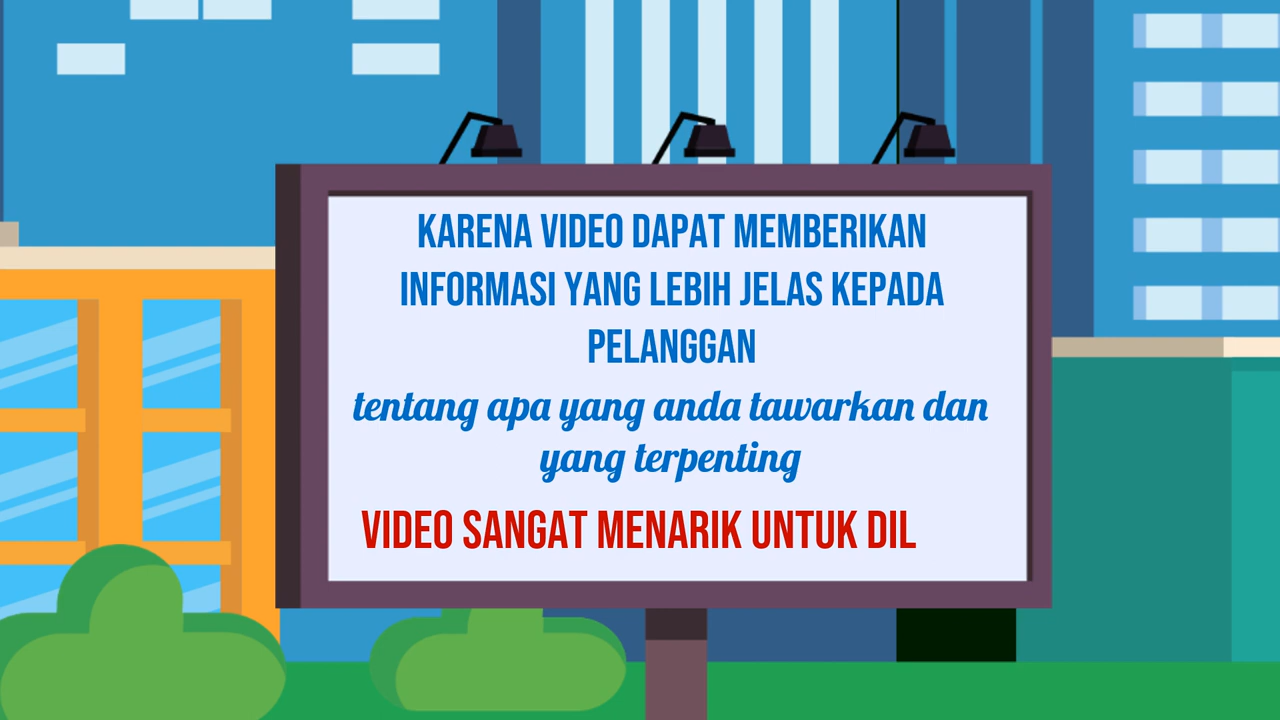 KARENA VIDEO DAPAT MEMBERIKAN
INFORMASI YANG LEBIH JELAS KEPADA
PELANGGAN
tentang apa yang anda tawarkan dan
yang terpenting
VIDEO SANGAT MENARIK UNTUK DIL